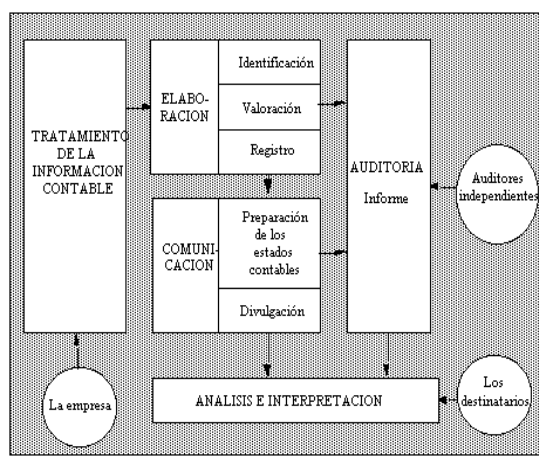 TRATAMIENTO
DE LA
INFORMACION
CONTABLE
ELABO-
RACION
Identificación
Valoración
Registro
COMUNI-
CACION
Preparación
de los
estados
contables
Divulgación
AUDITORIA
Informe
Auditores
independientes
La empresa
ANALISIS E INTERPRETACION
Los
destinatarios